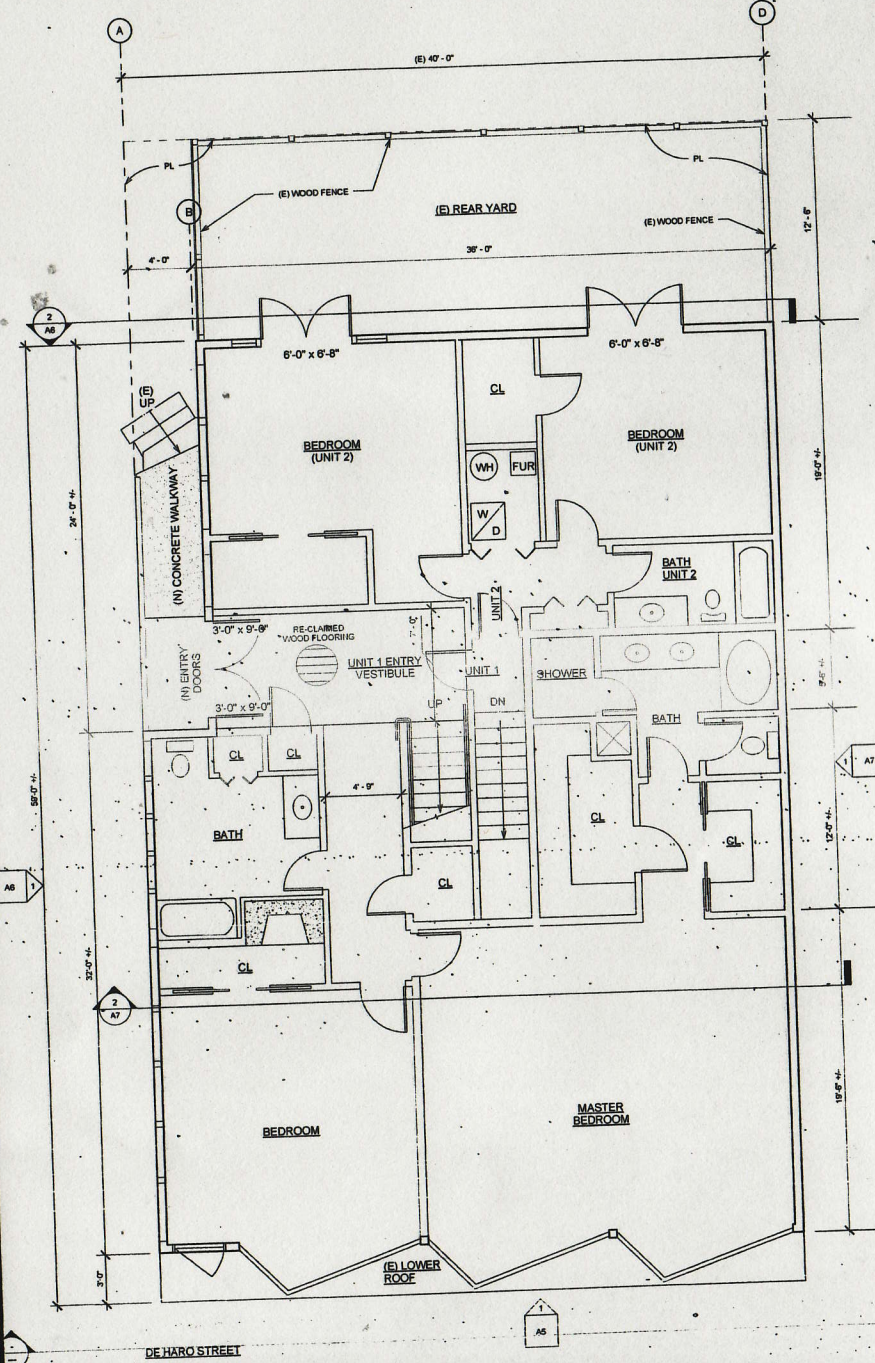 A
D
(E) 40'- 0"
PL
PL
(E) WOOD FENCE
B
(E) REAR YARD
(E) WOOD FENCE
12'- 6"
4'- 0"
36'- 0"
2
A6
6'-0" x 6'-8"
6'-0" x 6'-8"
(E)
UP
CL
BEDROOM
(UNIT 2)
BEDROOM
(UNIT 2)
WH
FUR
W
D
24'- 0" +/-
19'-0" +/-
(N) CONCRETE WALKWAY
BATH
UNIT 2
UNIT 2
3'-0" x 9'-0"
RE-CLAIMED
WOOD FLOORING
7'-0"
(N) ENTRY
DOORS
UNIT 1 ENTRY
VESTIBULE
UNIT 1
SHOWER
3'-0" x 9'-0"
UP
DN
BATH
CL
CL
1
A7
59'-0" +/-
4'- 9"
BATH
CL
CL
12'-0" +/-
A6
1
CL
32'-0" +/-
CL
2
A7
19'-6" +/-
BEDROOM
MASTER
BEDROOM
3'-0"
(E) LOWER
ROOF
1
A5
DE HARO STREET